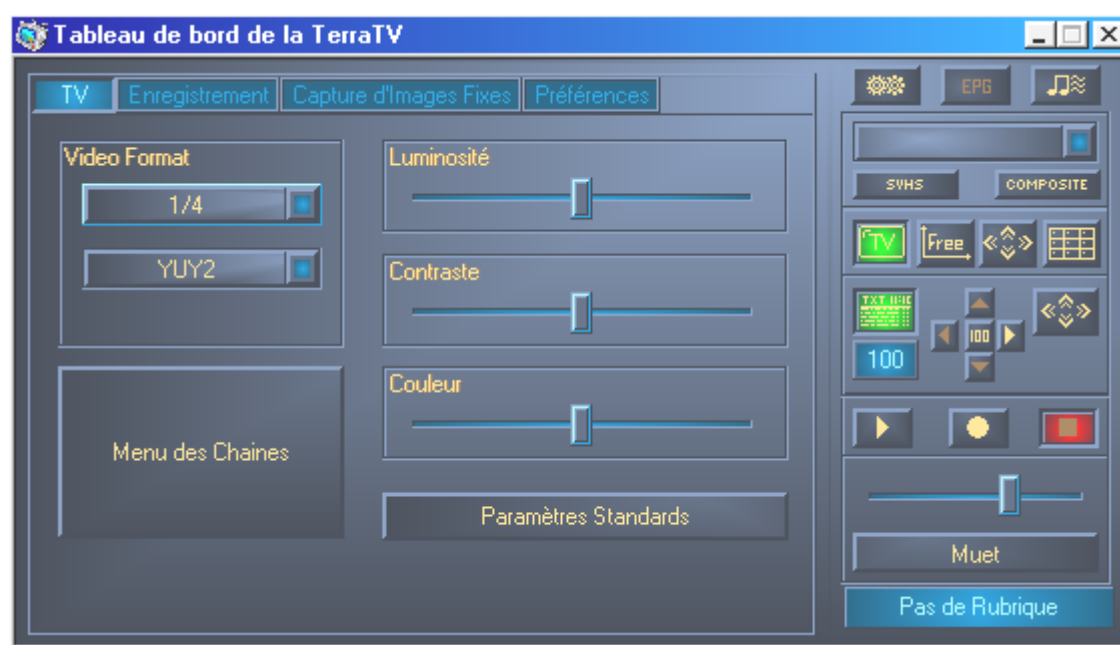 Tableau de bord de la TerraTV
TV Enregistrement Capture d'Images Fixes Préférences
Video Format
1/4
YUY2
Menu des Chaines
Luminosité
Contraste
Couleur
Paramètres Standards
EPG
SVHS COMPOSITE
TV Free
100
100
Muet
Pas de Rubrique